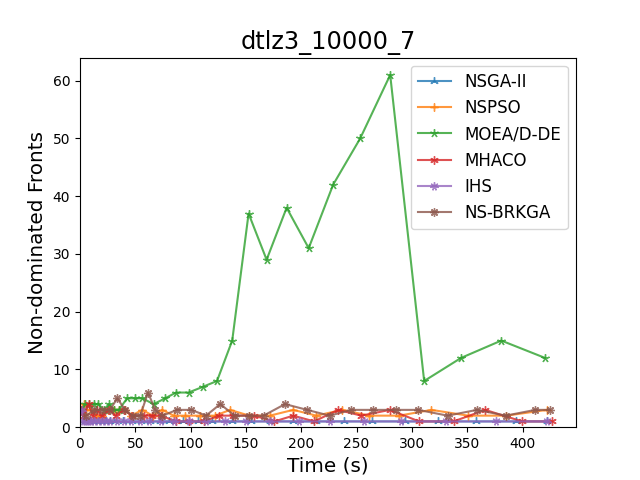 dtlz3_10000_7
Non-dominated Fronts
60
50
40
30
20
10
0
NSGA-II
NSPSO
MOEA/D-DE
MHACO
IHS
NS-BRKGA
0 50 100 150 200 250 300 350 400
Time (s)